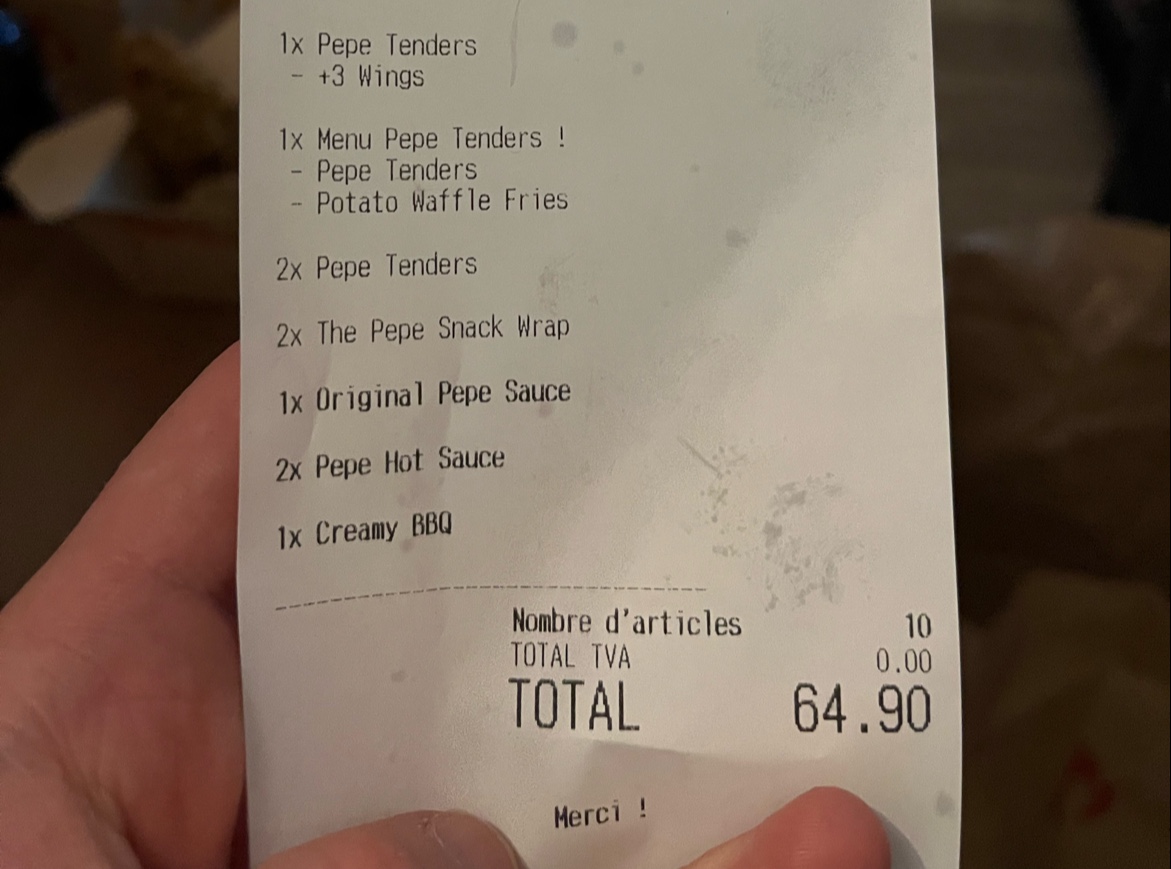 1x Pepe Tenders
- +3 Wings
1x Menu Pepe Tenders !
- Pepe Tenders
- Potato Waffle Fries
2x Pepe Tenders
2x The Pepe Snack Wrap
1x Original Pepe Sauce
2x Pepe Hot Sauce
1x Creamy BBQ
Nombre d'articles 10
TOTAL TVA 0.00
TOTAL 64.90
Merci !